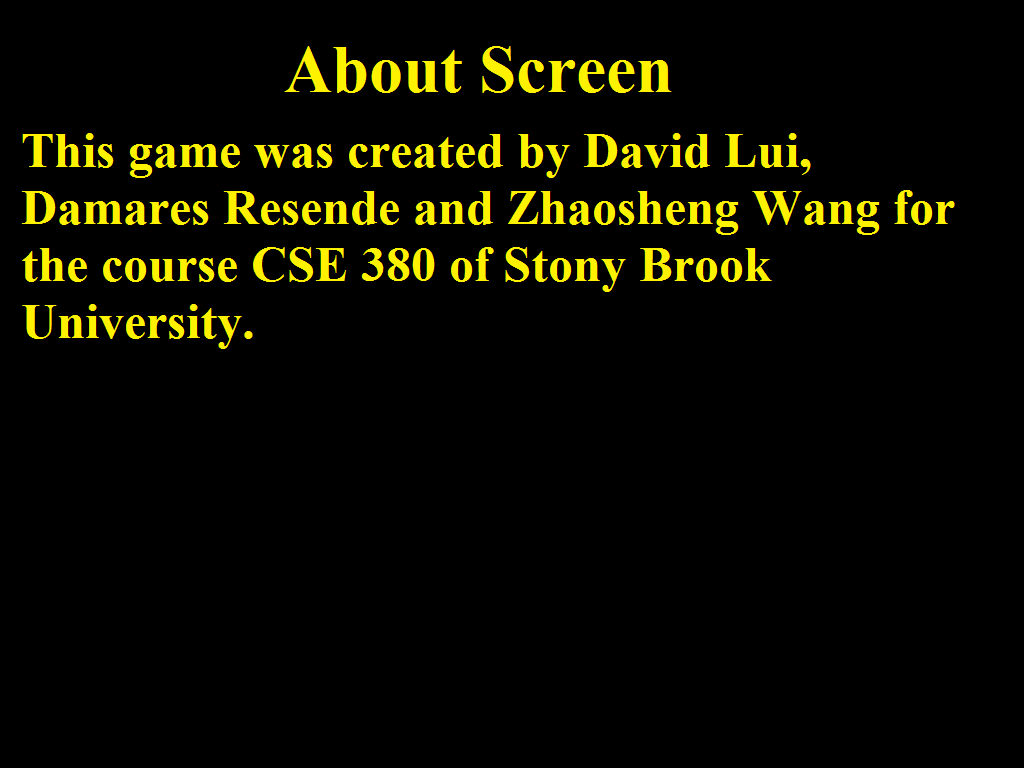 About Screen
This game was created by David Lui,
Damares Resende and Zhaosheng Wang for
the course CSE 380 of Stony Brook
University.